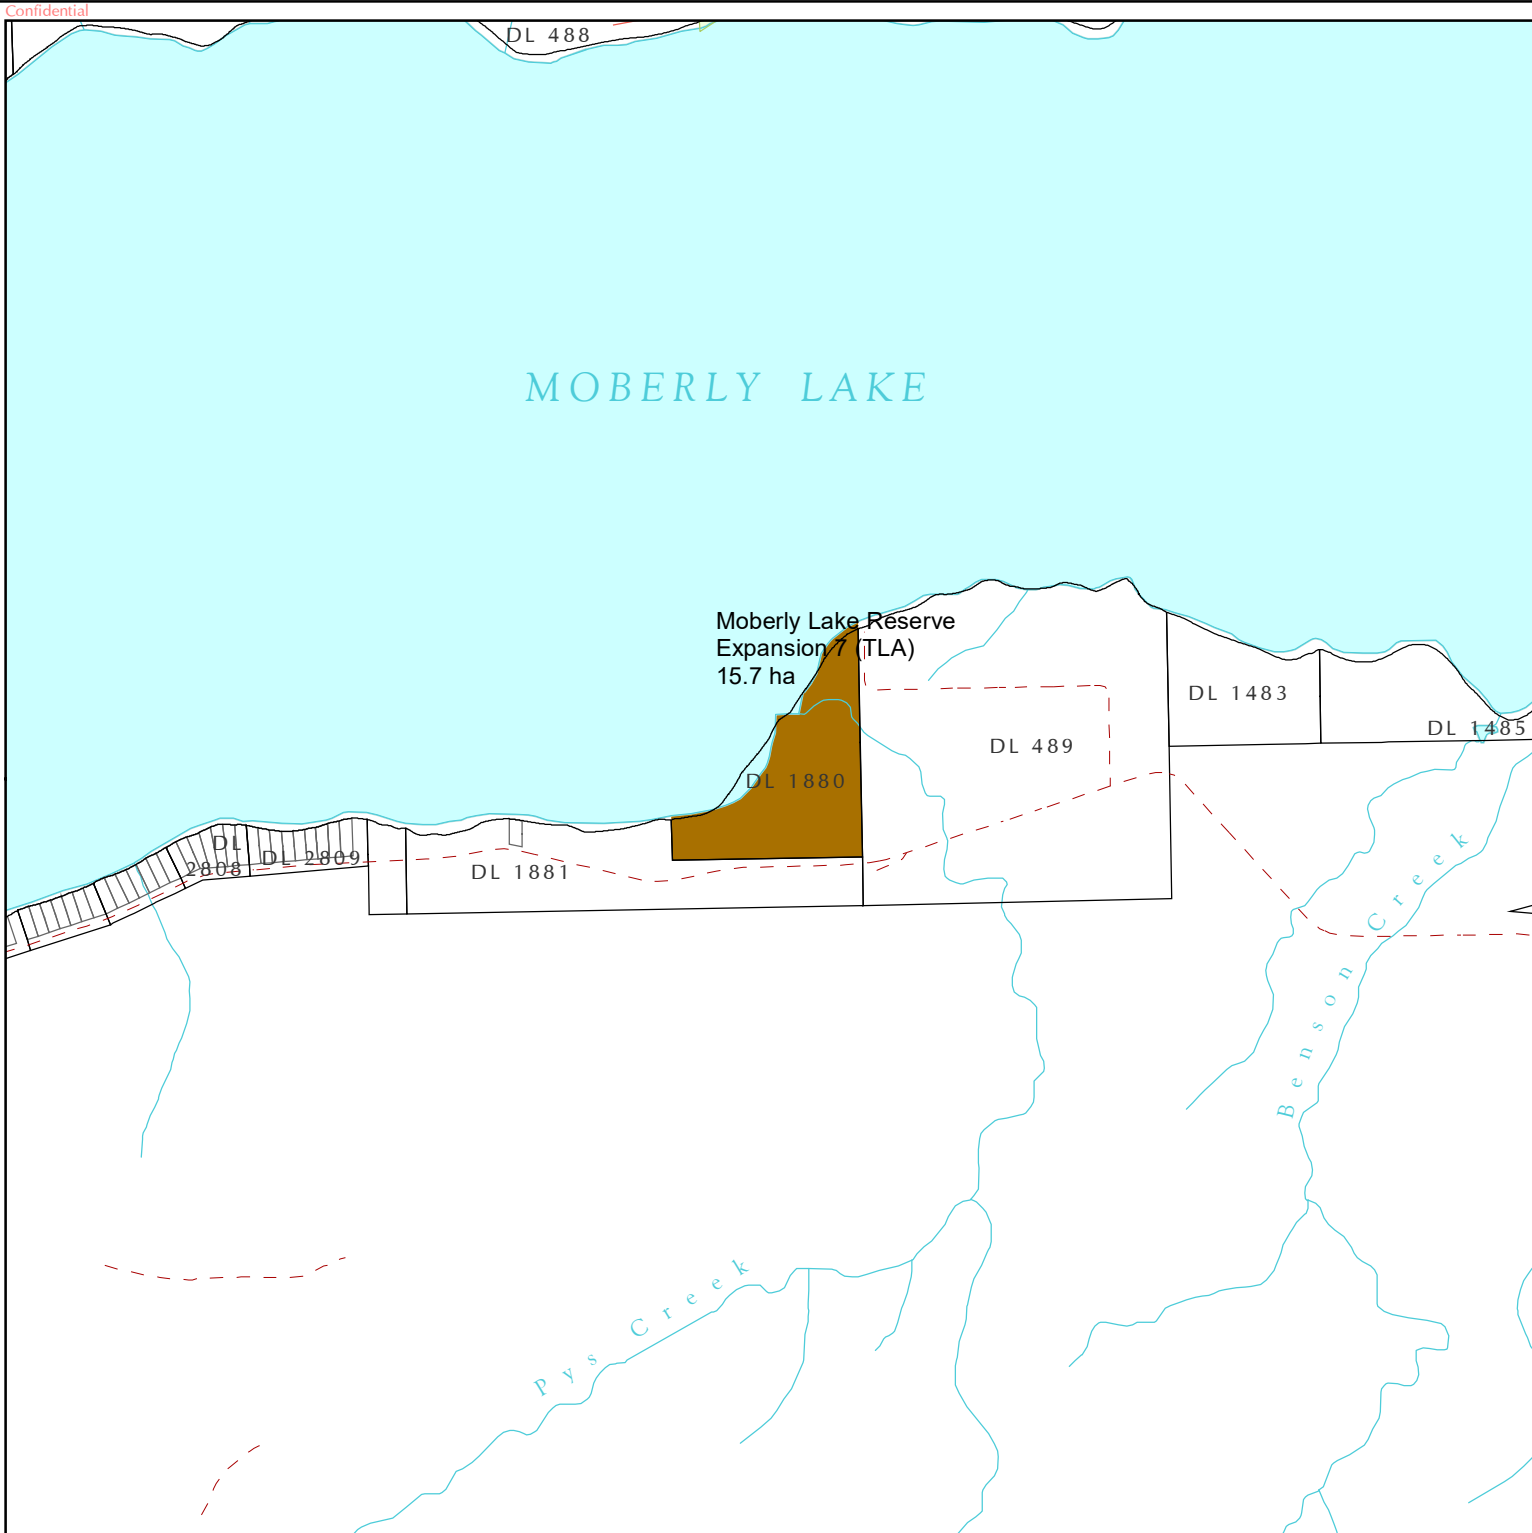 Confidential
DL 488
MOBERLY LAKE
Moberly Lake Reserve
Expansion 7 (TLA)
15.7 ha
DL 1483
DL 1485
DL 489
DL 1880
DL
2808
DL 2809
DL 1881
Benson Creek
Pys Creek